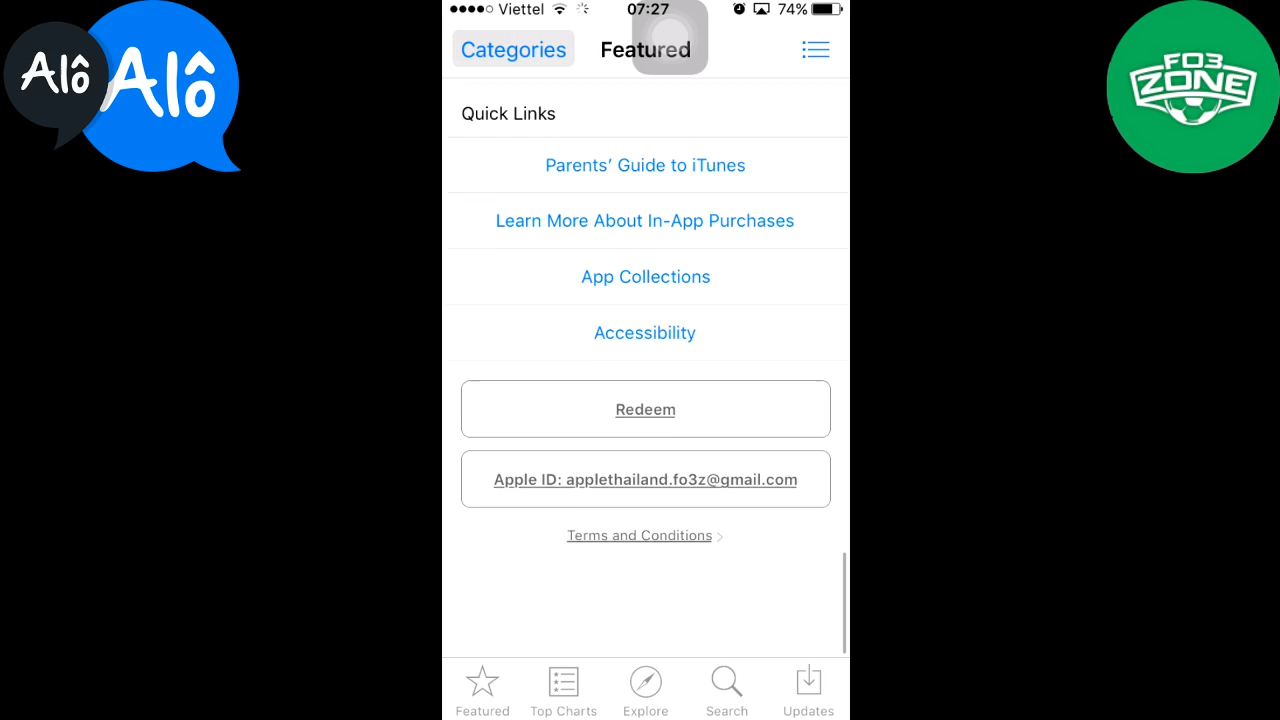 Alô Alô
FO3
ZONE
Viettel 07:27 74%
Categories Featured
Quick Links
Parents’ Guide to iTunes
Learn More About In-App Purchases
App Collections
Accessibility
Redeem
Apple ID: applethailand.fo3z@gmail.com
Terms and Conditions >
Featured Top Charts Explore Search Updates